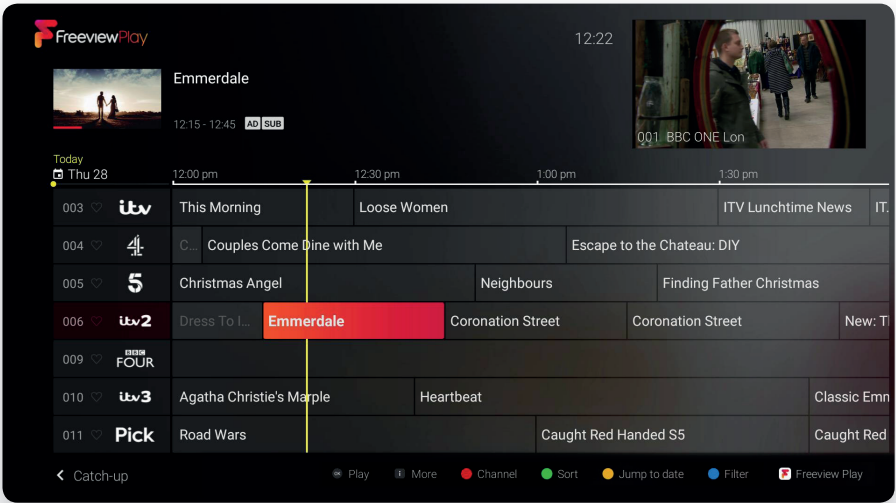 FreeviewPlay
12:22
Emmerdale
12:15 - 12:45 AD SUB
001 BBC ONE Lon
Today
Thu 28
12:00 pm 12:30 pm 1:00 pm 1:30 pm
003 itv This Morning Loose Women ITV Lunchtime News IT.
004 4 C... Couples Come Dine with Me Escape to the Chateau: DIY
005 5 Christmas Angel Neighbours Finding Father Christmas
006 itv2 Dress To I... Emmerdale Coronation Street Coronation Street New: T
009 BBC FOUR
010 itv3 Agatha Christie's Marple Heartbeat Classic Emm
011 Pick Road Wars Caught Red Handed S5 Caught Red
Catch-up OK Play i More Channel Sort Jump to date Filter Freeview Play